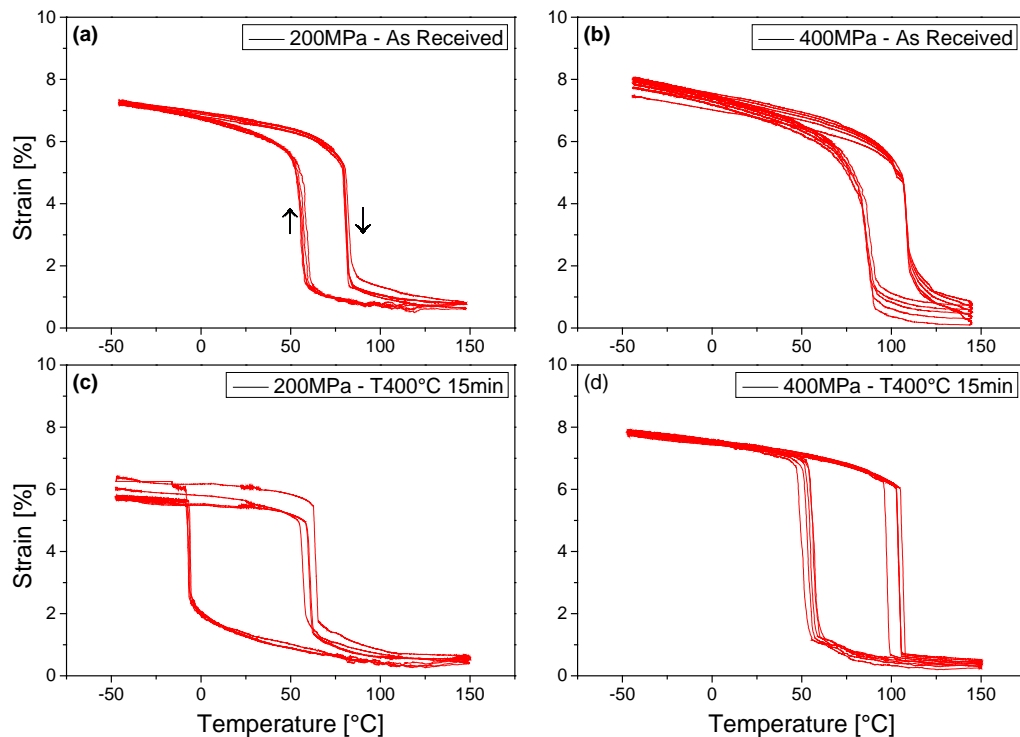 (a) 200MPa - As Received
(b) 400MPa - As Received
10
8
6
4
2
0
Strain [%]
-50 0 50 100 150
10
8
6
4
2
0
-50 0 50 100 150
(c) 200MPa - T400°C 15min
(d) 400MPa - T400°C 15min
10
8
6
4
2
0
Strain [%]
-50 0 50 100 150
Temperature [°C]
10
8
6
4
2
0
-50 0 50 100 150
Temperature [°C]